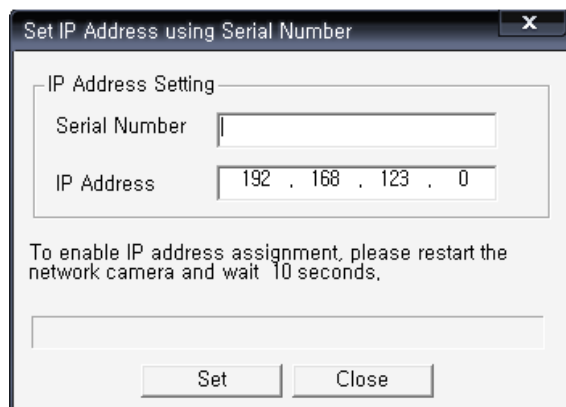 Set IP Address using Serial Number
x
IP Address Setting
Serial Number
IP Address 192 . 168 . 123 . 0
To enable IP address assignment, please restart the
network camera and wait 10 seconds,
Set Close